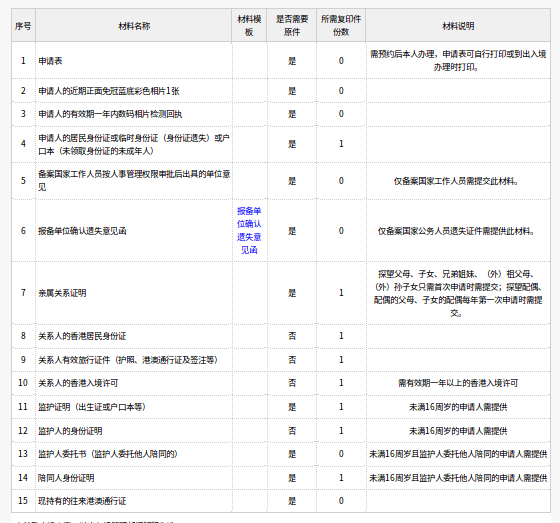 序号 材料名称 材料模板 是否需要原件 所需复印件份数 材料说明
1 申请表 是 0 需预约后本人办理，申请表可自行打印或到出入境办理时打印。
2 申请人的近期正面免冠蓝底彩色相片1张 是 0
3 申请人的有效期一年内数码相片检测回执 是 0
4 申请人的居民身份证或临时身份证（身份证遗失）或户口本（未领取身份证的未成年人） 是 1
5 备案国家工作人员按人事管理权限审批后出具的单位意见 是 0 仅备案国家工作人员需提交此材料。
6 报备单位确认遗失意见函 报备单位确认遗失意见函 是 0 仅备案国家公务人员遗失证件需提供此材料。
7 亲属关系证明 是 1 探望父母、子女、兄弟姐妹、（外）祖父母、（外）孙子女只需首次申请时需提交；探望配偶、配偶的父母、子女的配偶每年第一次申请时需提交。
8 关系人的香港居民身份证 否 1
9 关系人有效旅行证件（护照、港澳通行证及签注等） 否 1
10 关系人的香港入境许可 否 1 需有效期一年以上的香港入境许可
11 监护证明（出生证或户口本等） 是 1 未满16周岁的申请人需提供
12 监护人的身份证明 否 1 未满16周岁的申请人需提供
13 监护人委托书（监护人委托他人陪同的） 是 0 未满16周岁且监护人委托他人陪同的申请人需提供
14 陪同人身份证明 是 1 未满16周岁且监护人委托他人陪同的申请人需提供
15 现持有的往来港澳通行证 是 0